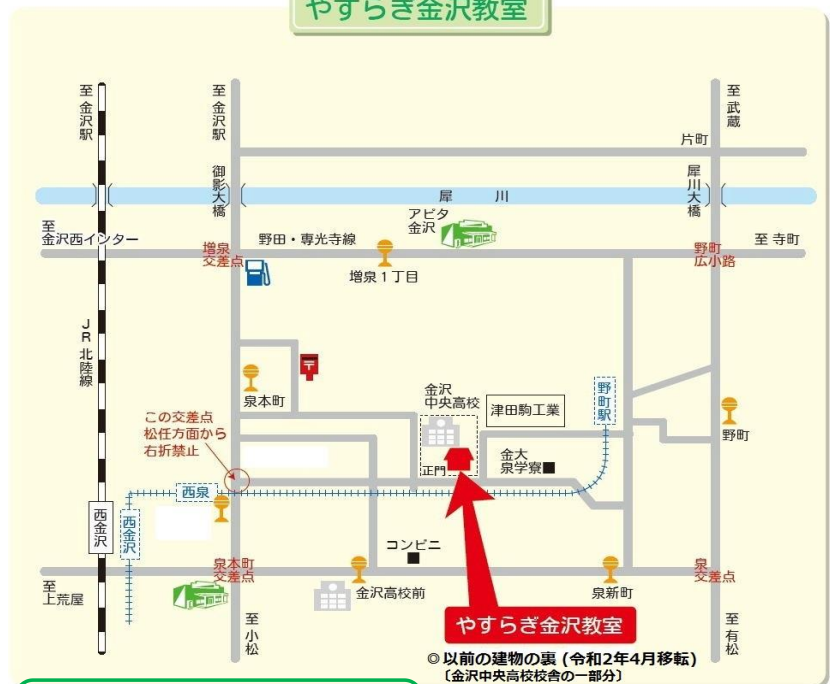 やすらぎ金沢教室
至金沢駅
至金沢駅
至武蔵
片町
御影大橋
犀川
犀川大橋
アピタ
金沢
至
金沢西インター
増泉
交差点
野田・専光寺線
増泉1丁目
野町
広小路
至 寺町
JR北陸線
泉本町
この交差点
松任方面から
右折禁止
金沢
中央高校
津田駒工業
野町駅
野町
正門
金大
泉学寮
西泉
西金沢
西金沢
コンビニ
泉本町
交差点
金沢高校前
泉新町
泉
交差点
至
上荒屋
至小松
至有松
やすらぎ金沢教室
◎以前の建物の裏 (令和2年4月移転)
〔金沢中央高校校舎の一部分〕